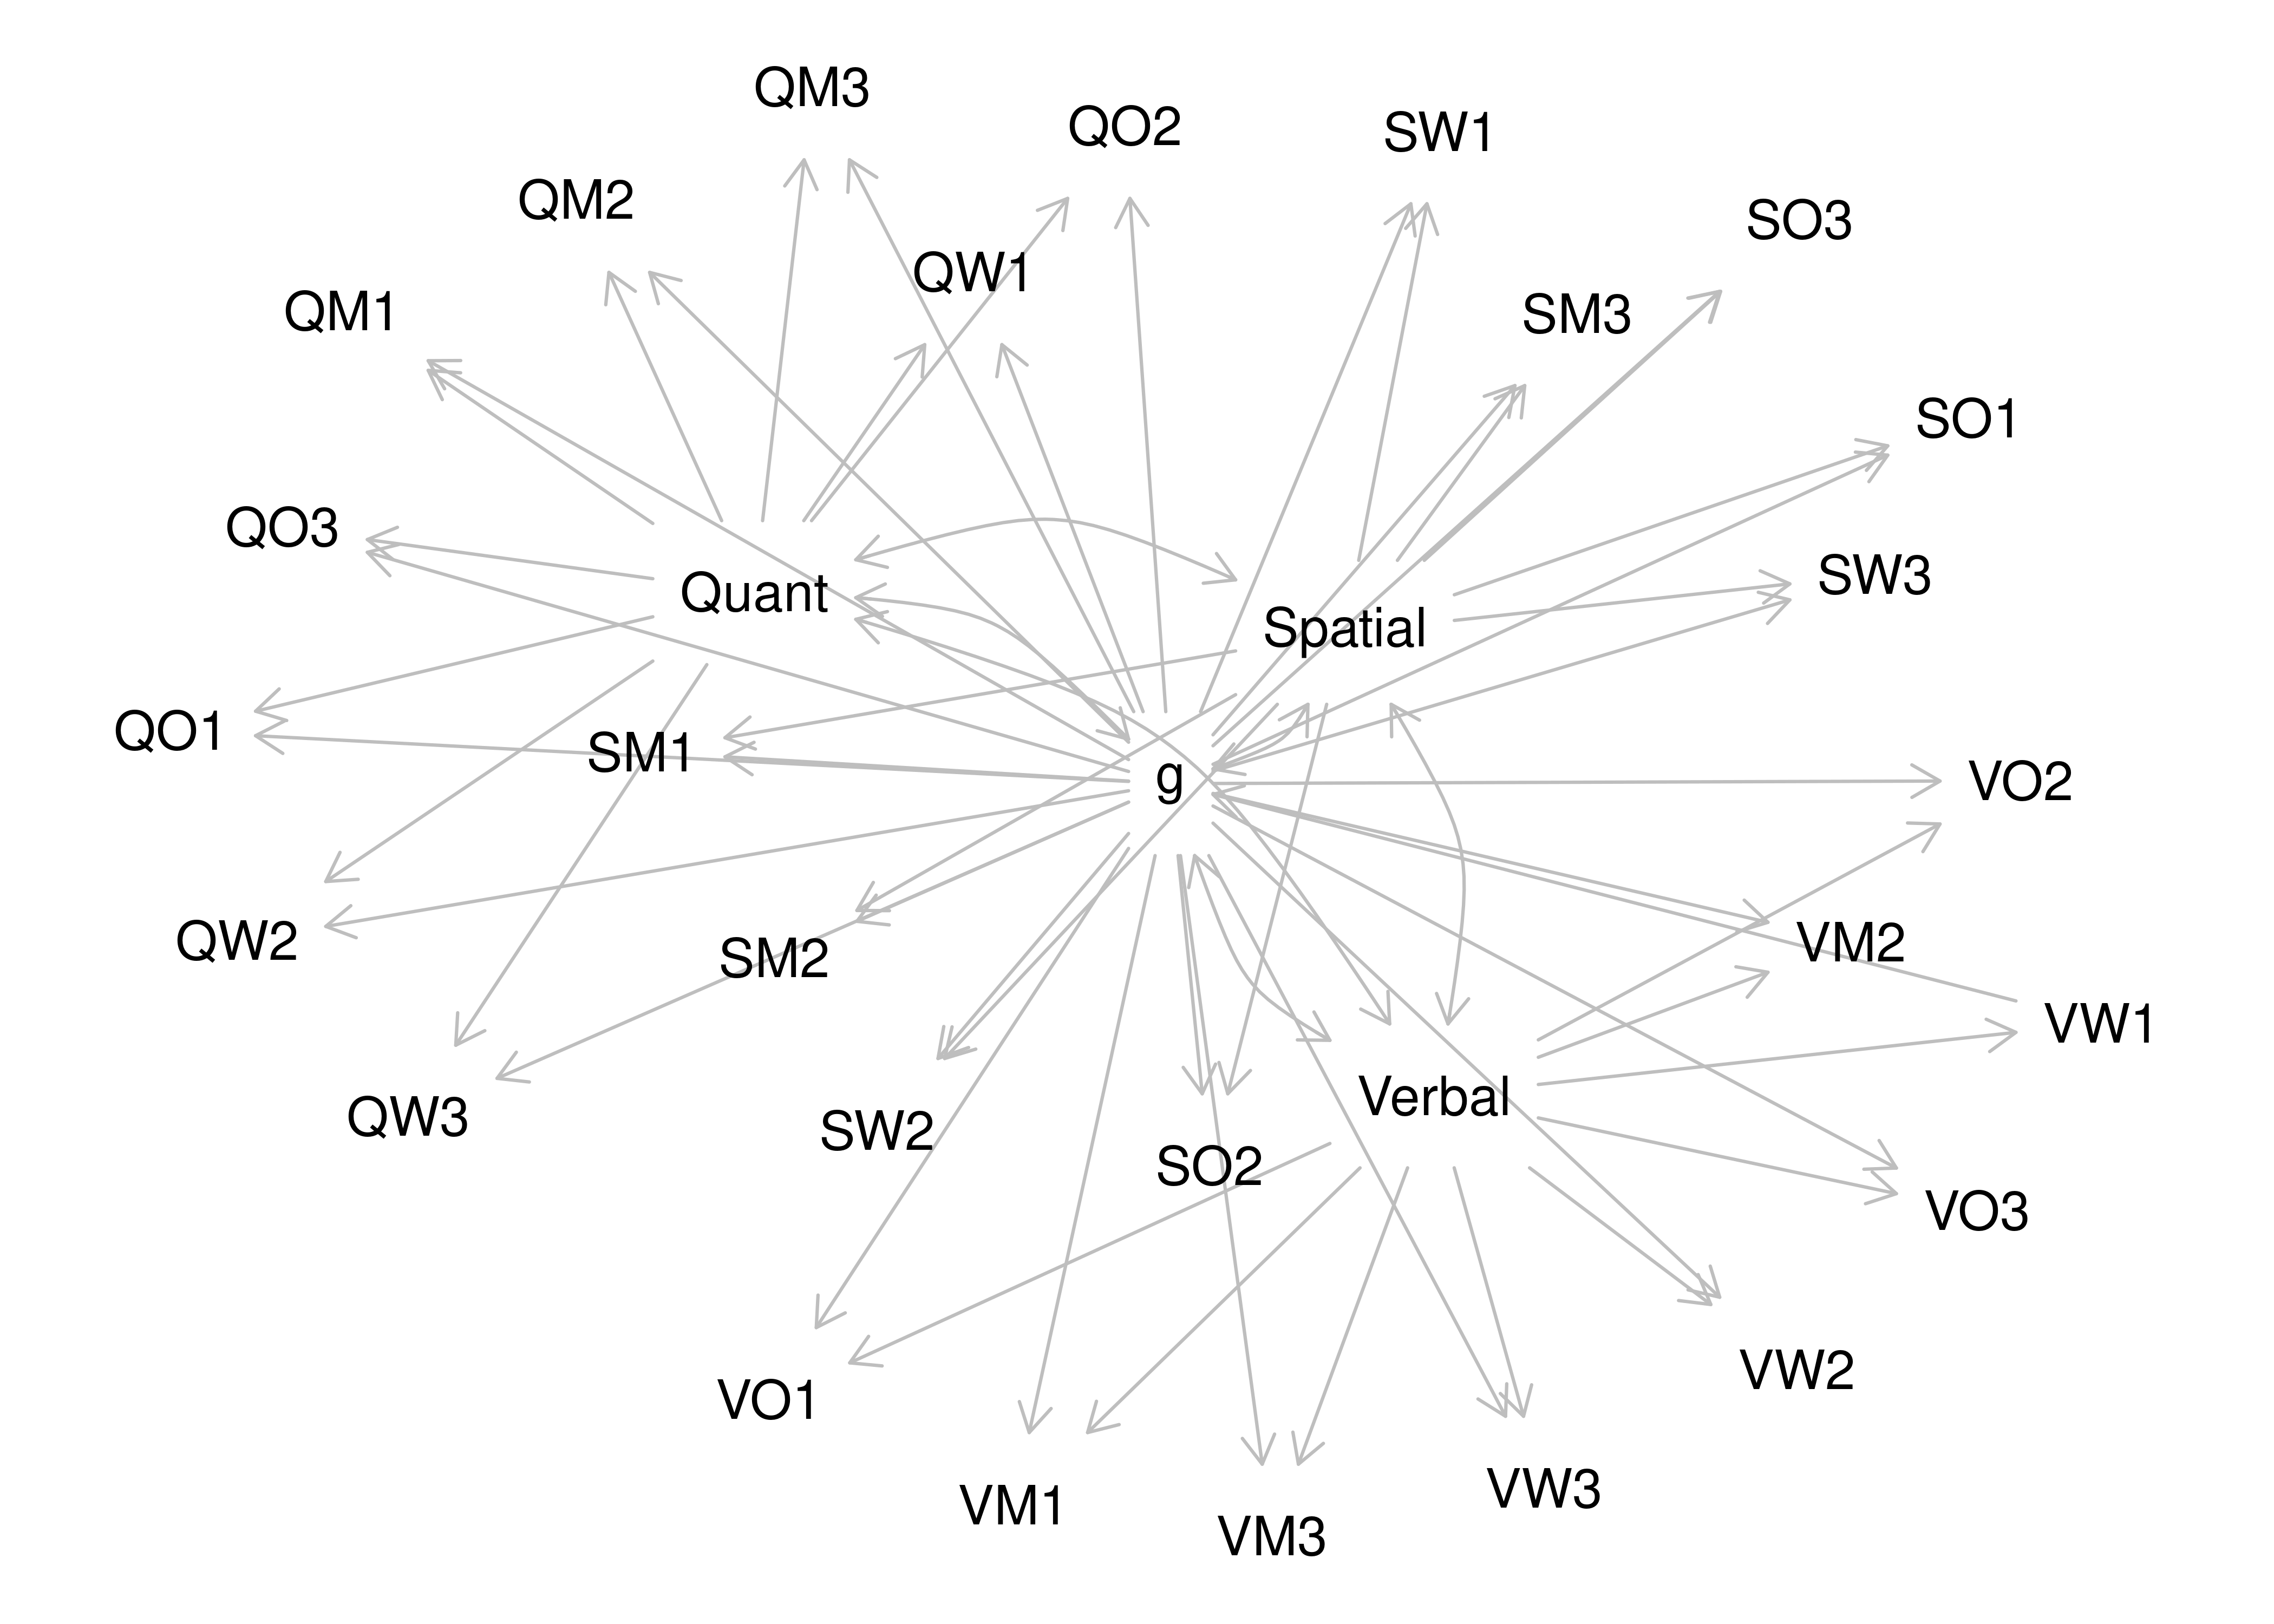 QM3
QO2
SW1
QM2
SO3
QW1
QM1
SM3
SO1
QO3
SW3
Quant
Spatial
QO1
SM1
g
VO2
QW2
SM2
VM2
VW1
Verbal
QW3
SW2
SO2
VO3
VW2
VO1
VW3
VM1
VM3